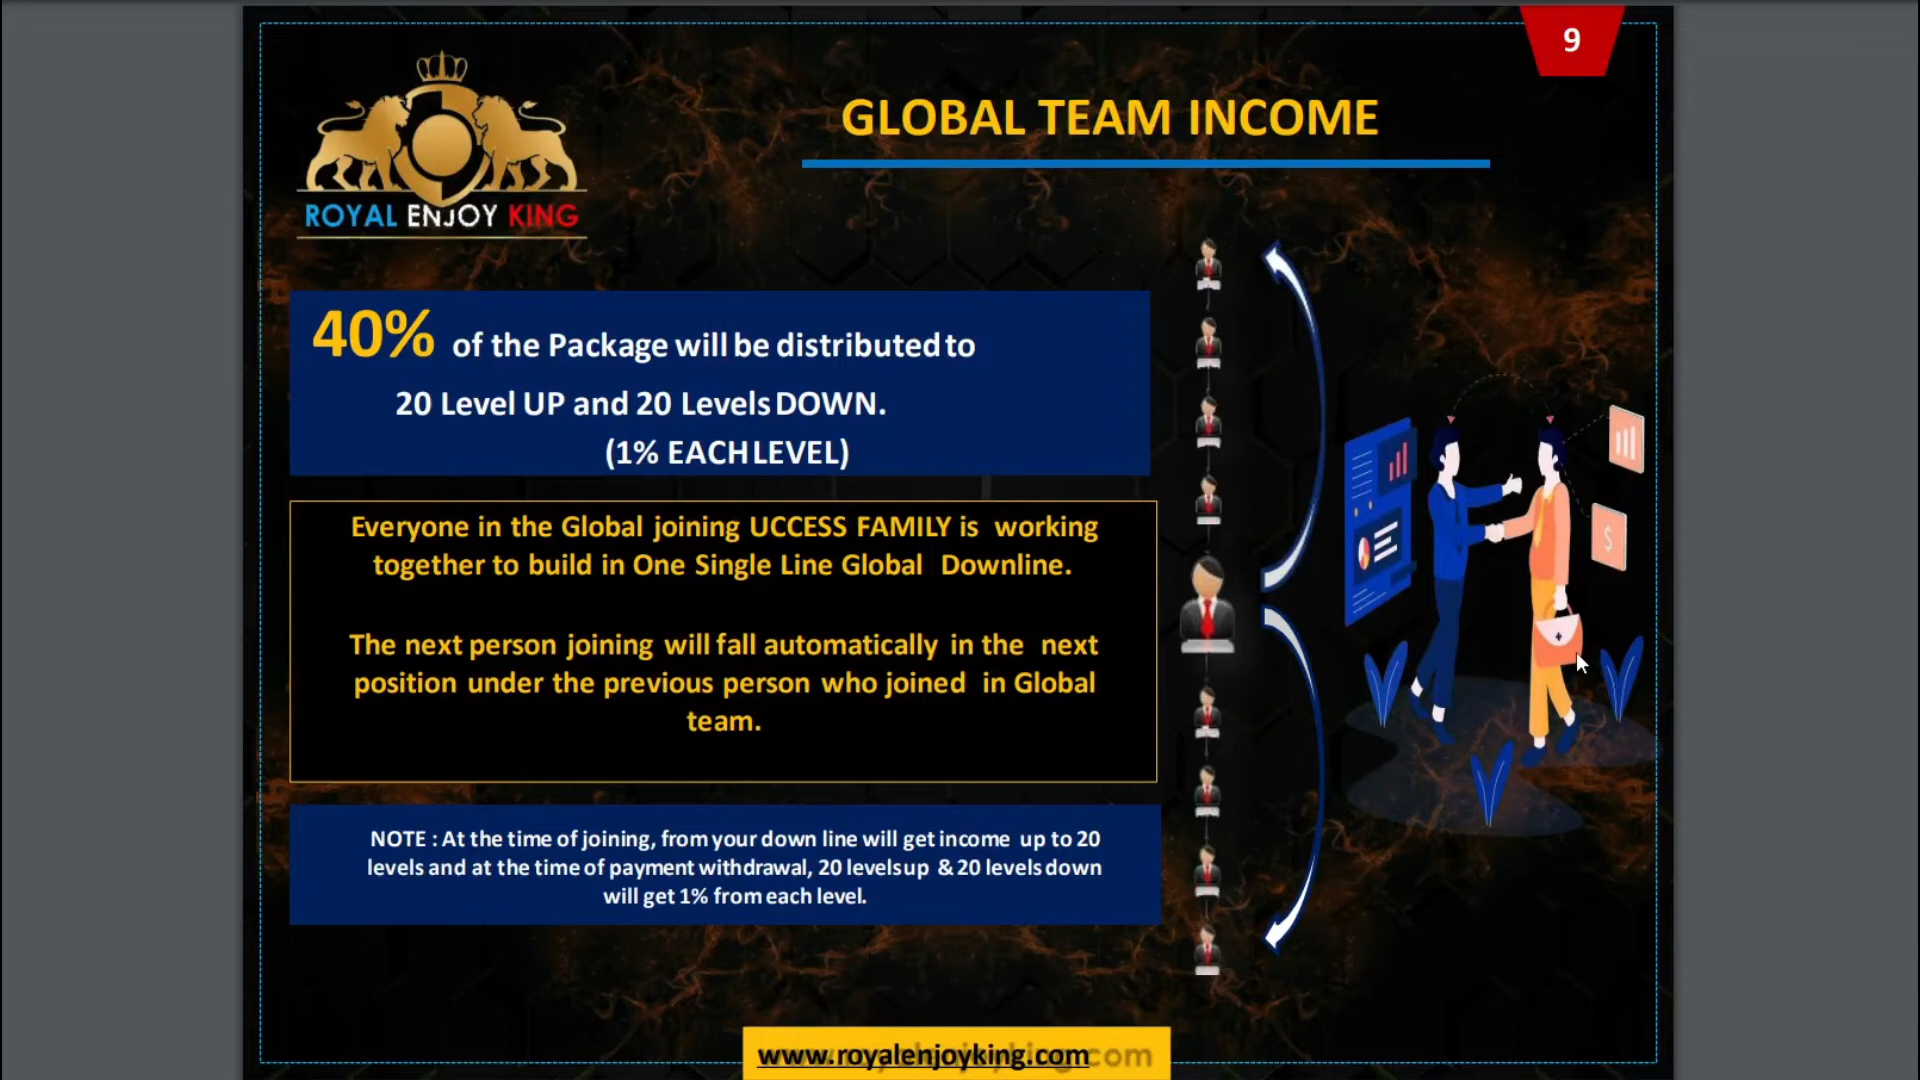 9
GLOBAL TEAM INCOME
ROYAL ENJOY KING
40% of the Package will be distributed to
20 Level UP and 20 Levels DOWN.
(1% EACH LEVEL)
Everyone in the Global joining UCCESS FAMILY is working
together to build in One Single Line Global Downline.
The next person joining will fall automatically in the next
position under the previous person who joined in Global
team.
NOTE : At the time of joining, from your down line will get income up to 20
levels and at the time of payment withdrawal, 20 levels up & 20 levels down
will get 1% from each level.
www.royalenjoyking.com